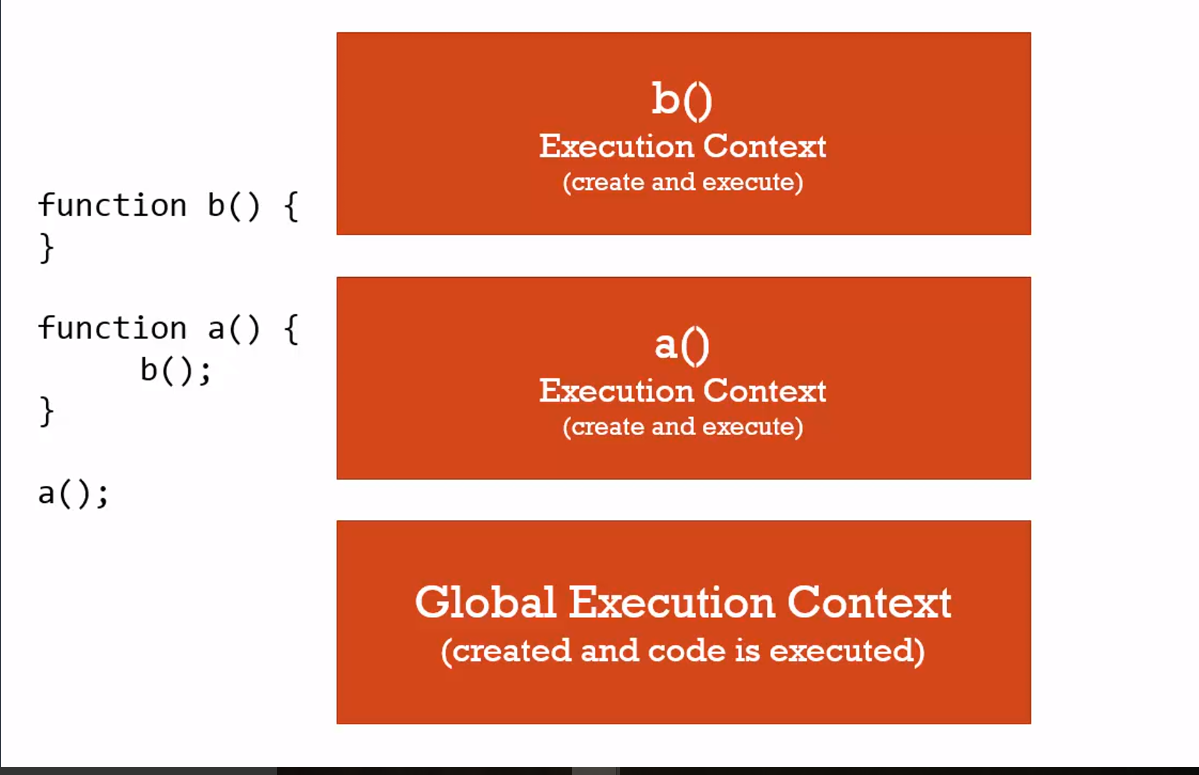 function b() {
}
function a() {
b();
}
a();
b()
Execution Context
(create and execute)
a()
Execution Context
(create and execute)
Global Execution Context
(created and code is executed)